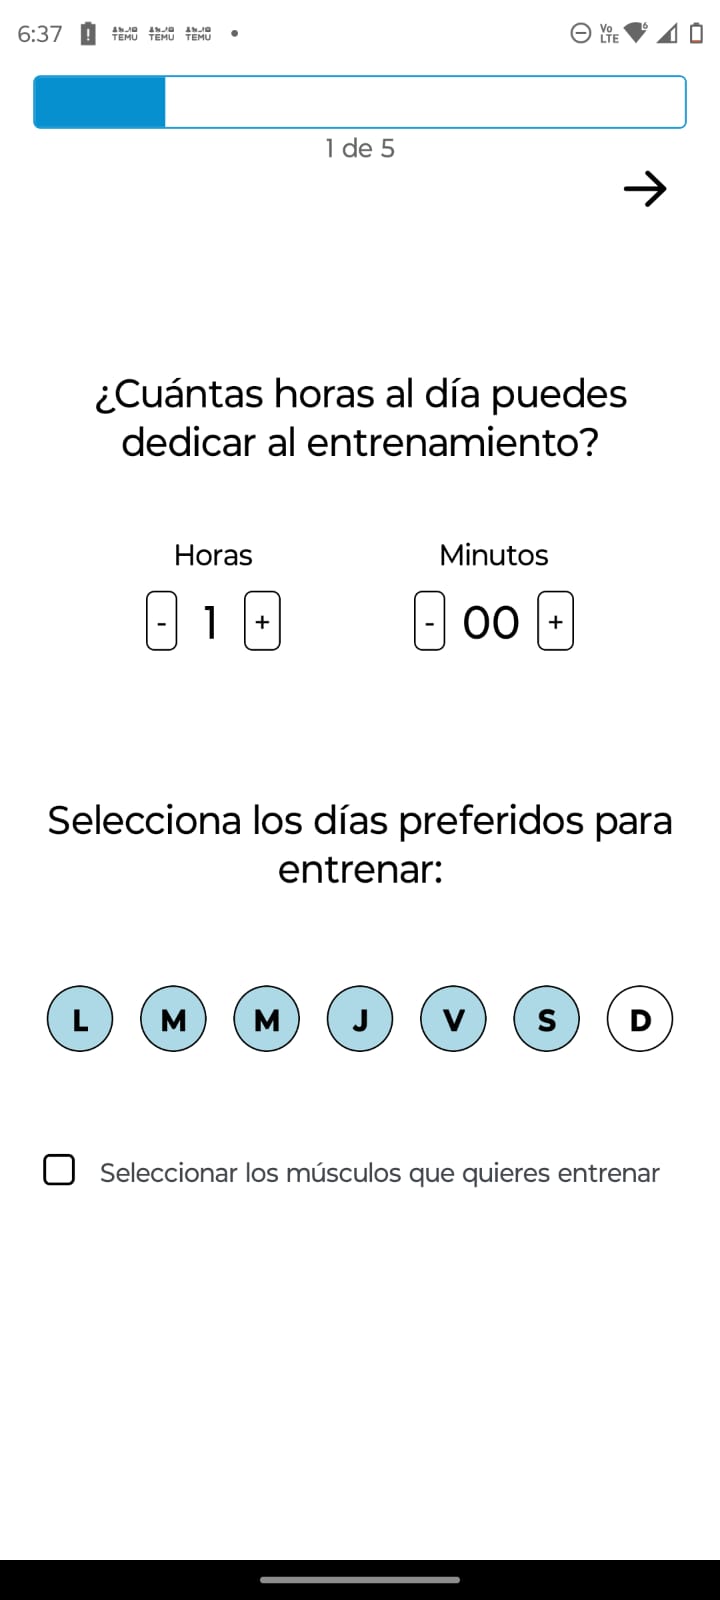 6:37 TEMU TEMU TEMU Vo LTE 6
1 de 5
¿Cuántas horas al día puedes
dedicar al entrenamiento?
Horas Minutos
- 1 + - 00 +
Selecciona los días preferidos para
entrenar:
L M M J V S D
Seleccionar los músculos que quieres entrenar